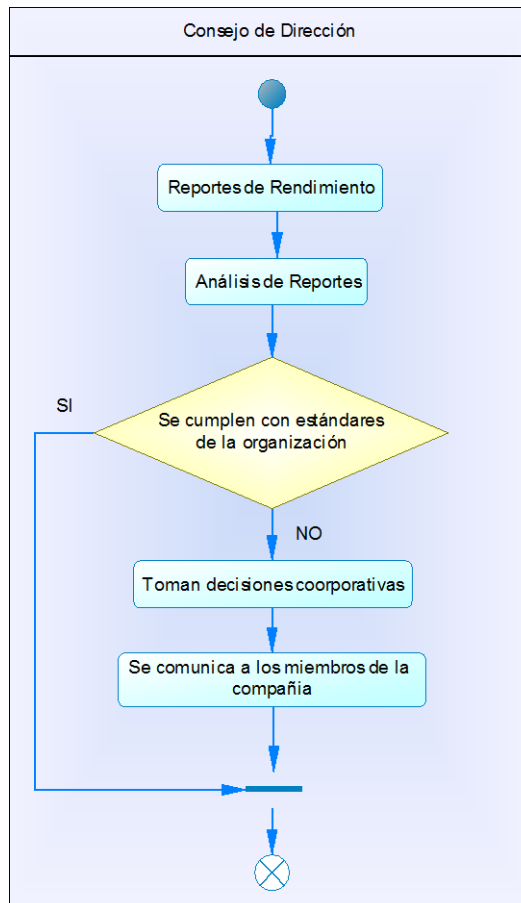 Consejo de Dirección
Reportes de Rendimiento
Análisis de Reportes
SI
Se cumplen con estándares
de la organización
NO
Toman decisiones coorporativas
Se comunica a los miembros de la
compañia